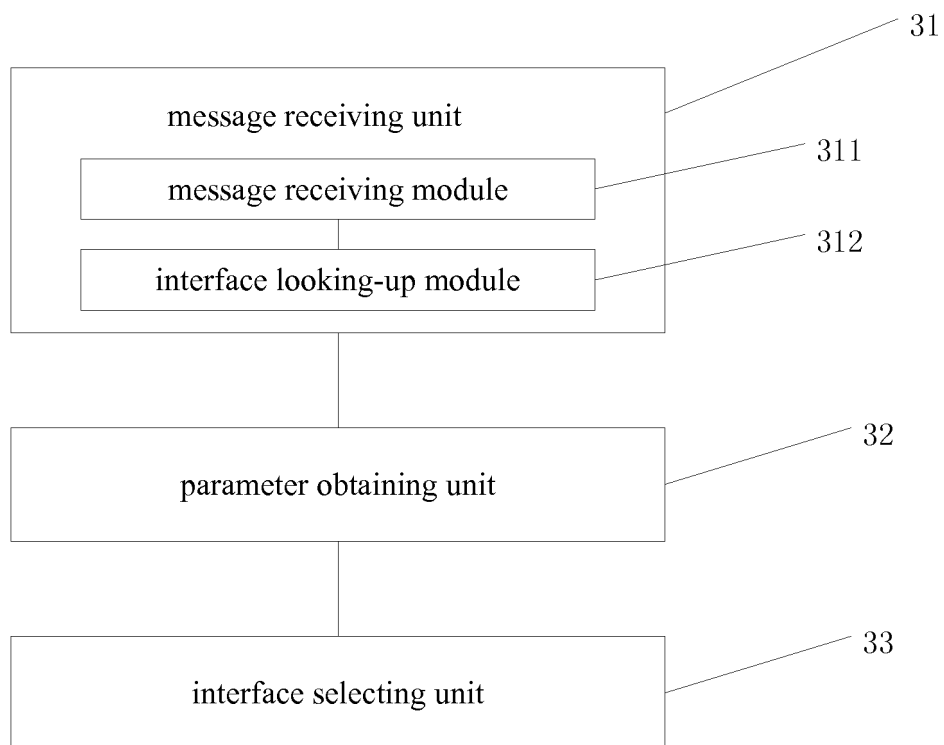 31
message receiving unit
311
message receiving module
312
interface looking-up module
32
parameter obtaining unit
33
interface selecting unit